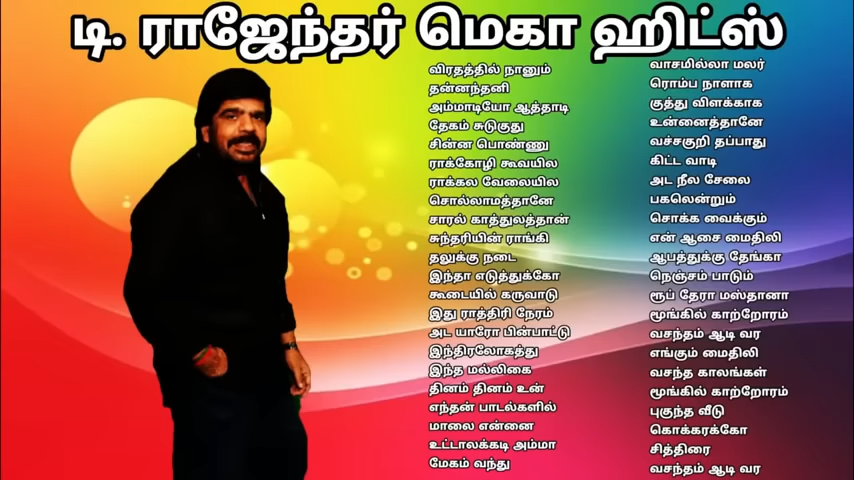 டி. ராஜேந்தர் மெகா ஹிட்ஸ்
விரதத்தில் நானும்
தன்னந்தனி
அம்மாடியோ ஆத்தாடி
தேகம் சுடுகுது
சின்ன பொண்ணு
ராக்கோழி கூவயில
ராக்கல வேலையில
சொல்லாமத்தானே
சாரல் காத்துலத்தான்
சுந்தரியின் ராங்கி
தலுக்கு நடை
இந்தா எடுத்துக்கோ
கூடையில் கருவாடு
இது ராத்திரி நேரம்
அட யாரோ பின்பாட்டு
இந்திரலோகத்து
இந்த மல்லிகை
தினம் தினம் உன்
எந்தன் பாடல்களில்
மாலை என்னை
உட்டாலக்கடி அம்மா
மேகம் வந்து
வாசமில்லா மலர்
ரொம்ப நாளாக
குத்து விளக்காக
உன்னைத்தானே
வச்சகுறி தப்பாது
கிட்ட வாடி
அட நீல சேலை
பகலென்றும்
சொக்க வைக்கும்
என் ஆசை மைதிலி
ஆபத்துக்கு தேங்கா
நெஞ்சம் பாடும்
ரூப் தேரா மஸ்தானா
மூங்கில் காற்றோரம்
வசந்தம் ஆடி வர
எங்கும் மைதிலி
வசந்த காலங்கள்
மூங்கில் காற்றோரம்
புகுந்த வீடு
கொக்கரக்கோ
சித்திரை
வசந்தம் ஆடி வர